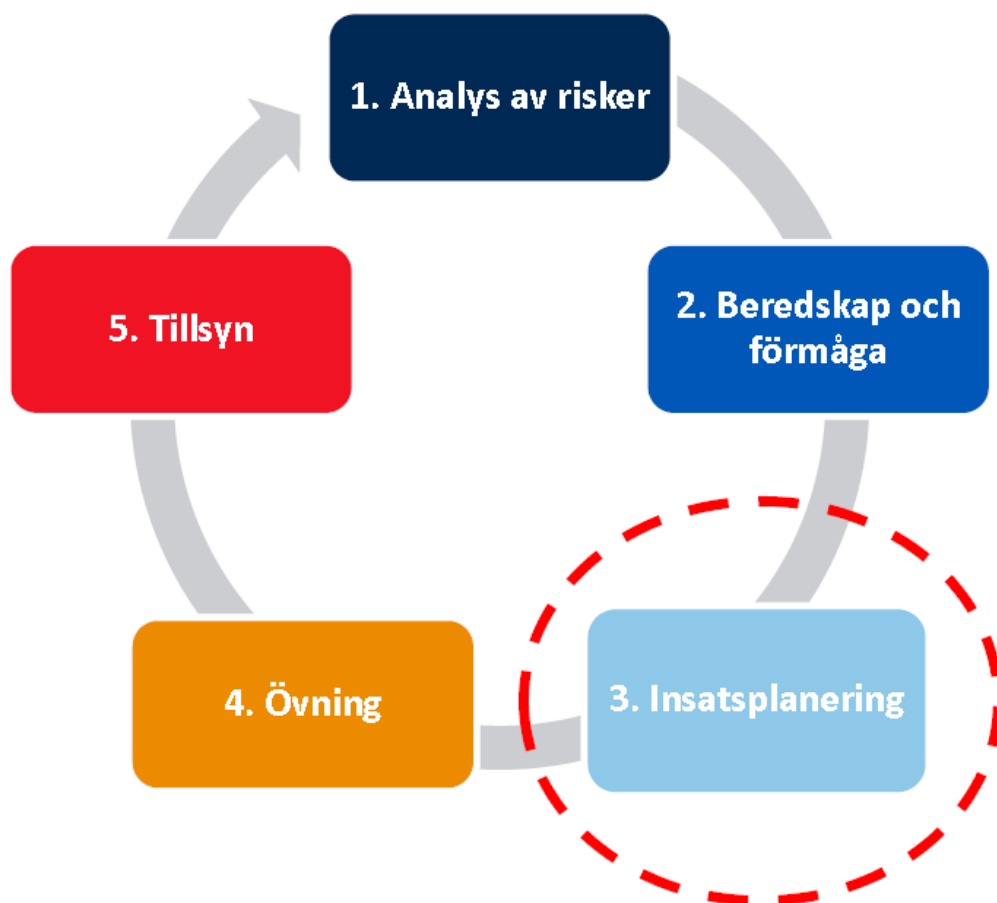 1. Analys av risker
2. Beredskap och
förmåga
3. Insatsplanering
4. Övning
5. Tillsyn